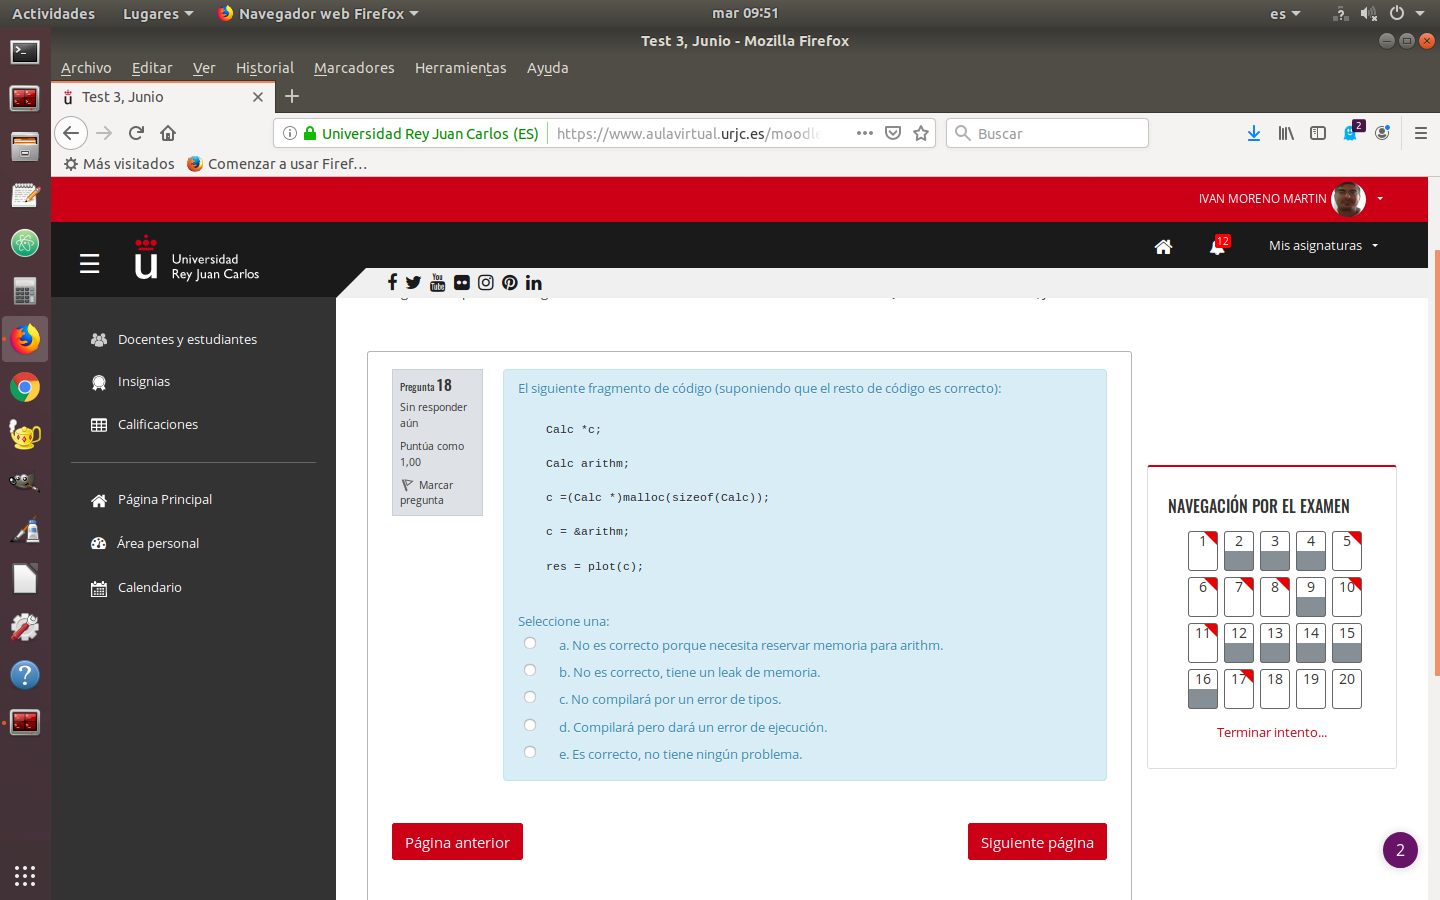 Actividades Lugares Navegador web Firefox mar 09:51 es
Test 3, Junio - Mozilla Firefox
Archivo Editar Ver Historial Marcadores Herramientas Ayuda
Test 3, Junio
Universidad Rey Juan Carlos (ES) https://www.aulavirtual.urjc.es/moodle Buscar 2
Más visitados Comenzar a usar Firef…
IVAN MORENO MARTIN
Universidad
Rey Juan Carlos
12
Mis asignaturas
You
Tube
Docentes y estudiantes
Insignias
Calificaciones
Página Principal
Área personal
Calendario
Pregunta 18
Sin responder
aún
Puntúa como
1,00
Marcar
pregunta
El siguiente fragmento de código (suponiendo que el resto de código es correcto):
Calc *c;
Calc arithm;
c =(Calc *)malloc(sizeof(Calc));
c = &arithm;
res = plot(c);
Seleccione una:
a. No es correcto porque necesita reservar memoria para arithm.
b. No es correcto, tiene un leak de memoria.
c. No compilará por un error de tipos.
d. Compilará pero dará un error de ejecución.
e. Es correcto, no tiene ningún problema.
Página anterior
Siguiente página
NAVEGACIÓN POR EL EXAMEN
1 2 3 4 5
6 7 8 9 10
11 12 13 14 15
16 17 18 19 20
Terminar intento...
2